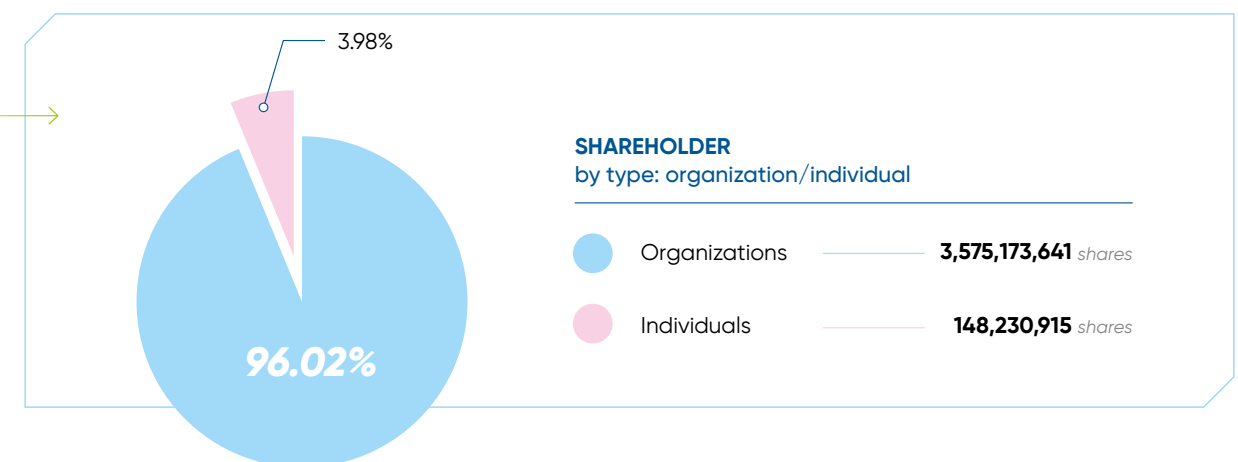 3.98%
96.02%
SHAREHOLDER
by type: organization/individual
Organizations 3,575,173,641 shares
Individuals 148,230,915 shares